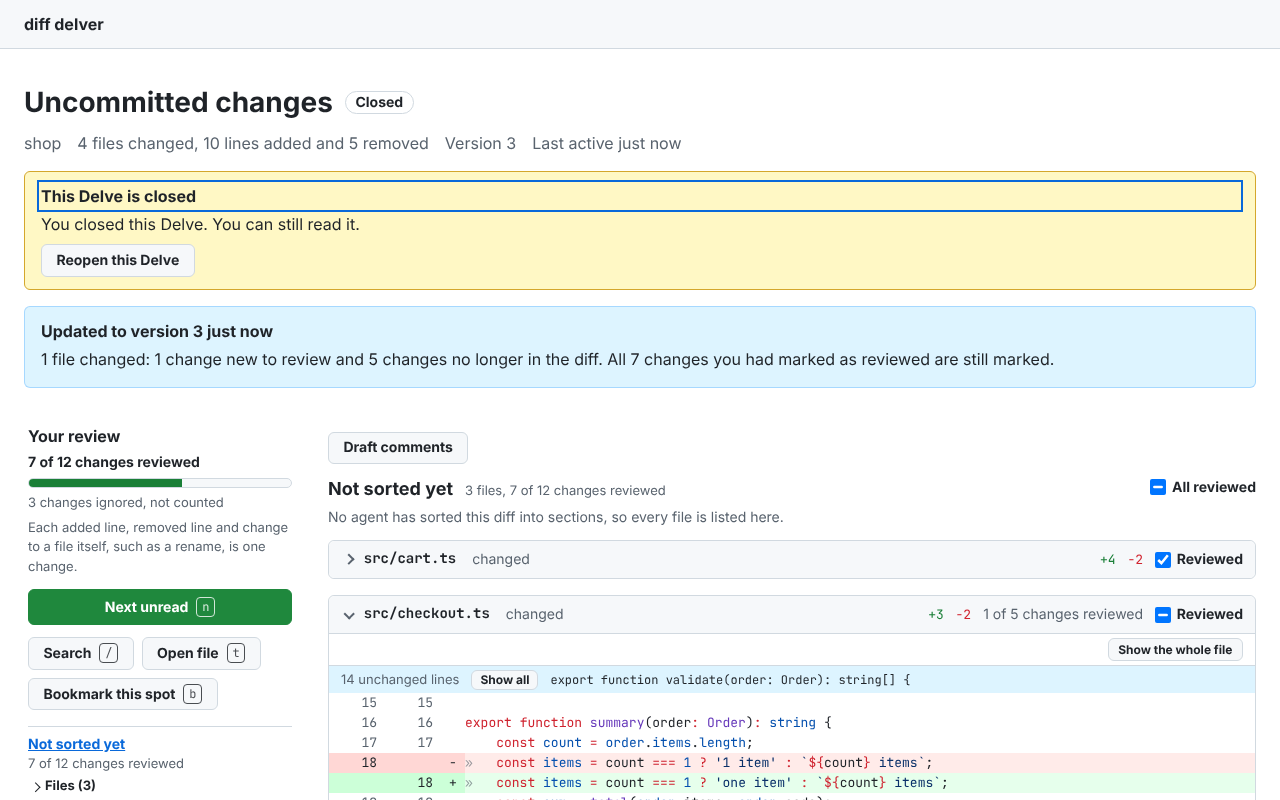 diff delver
Uncommitted changes Closed
shop 4 files changed, 10 lines added and 5 removed Version 3 Last active just now
This Delve is closed
You closed this Delve. You can still read it.
Reopen this Delve
Updated to version 3 just now
1 file changed: 1 change new to review and 5 changes no longer in the diff. All 7 changes you had marked as reviewed are still marked.
Your review
7 of 12 changes reviewed
3 changes ignored, not counted
Each added line, removed line and change
to a file itself, such as a rename, is one
change.
Next unread n
Search /
Open file t
Bookmark this spot b
Not sorted yet
7 of 12 changes reviewed
Files (3)
Draft comments
Not sorted yet 3 files, 7 of 12 changes reviewed All reviewed
No agent has sorted this diff into sections, so every file is listed here.
src/cart.ts changed +4 -2 Reviewed
src/checkout.ts changed +3 -2 1 of 5 changes reviewed Reviewed
Show the whole file
14 unchanged lines Show all export function validate(order: Order): string[] {
15 15
16 16 export function summary(order: Order): string {
17 17 const count = order.items.length;
18 - » const items = count === 1 ? '1 item' : `${count} items`;
18 + » const items = count === 1 ? 'one item' : `${count} items`;